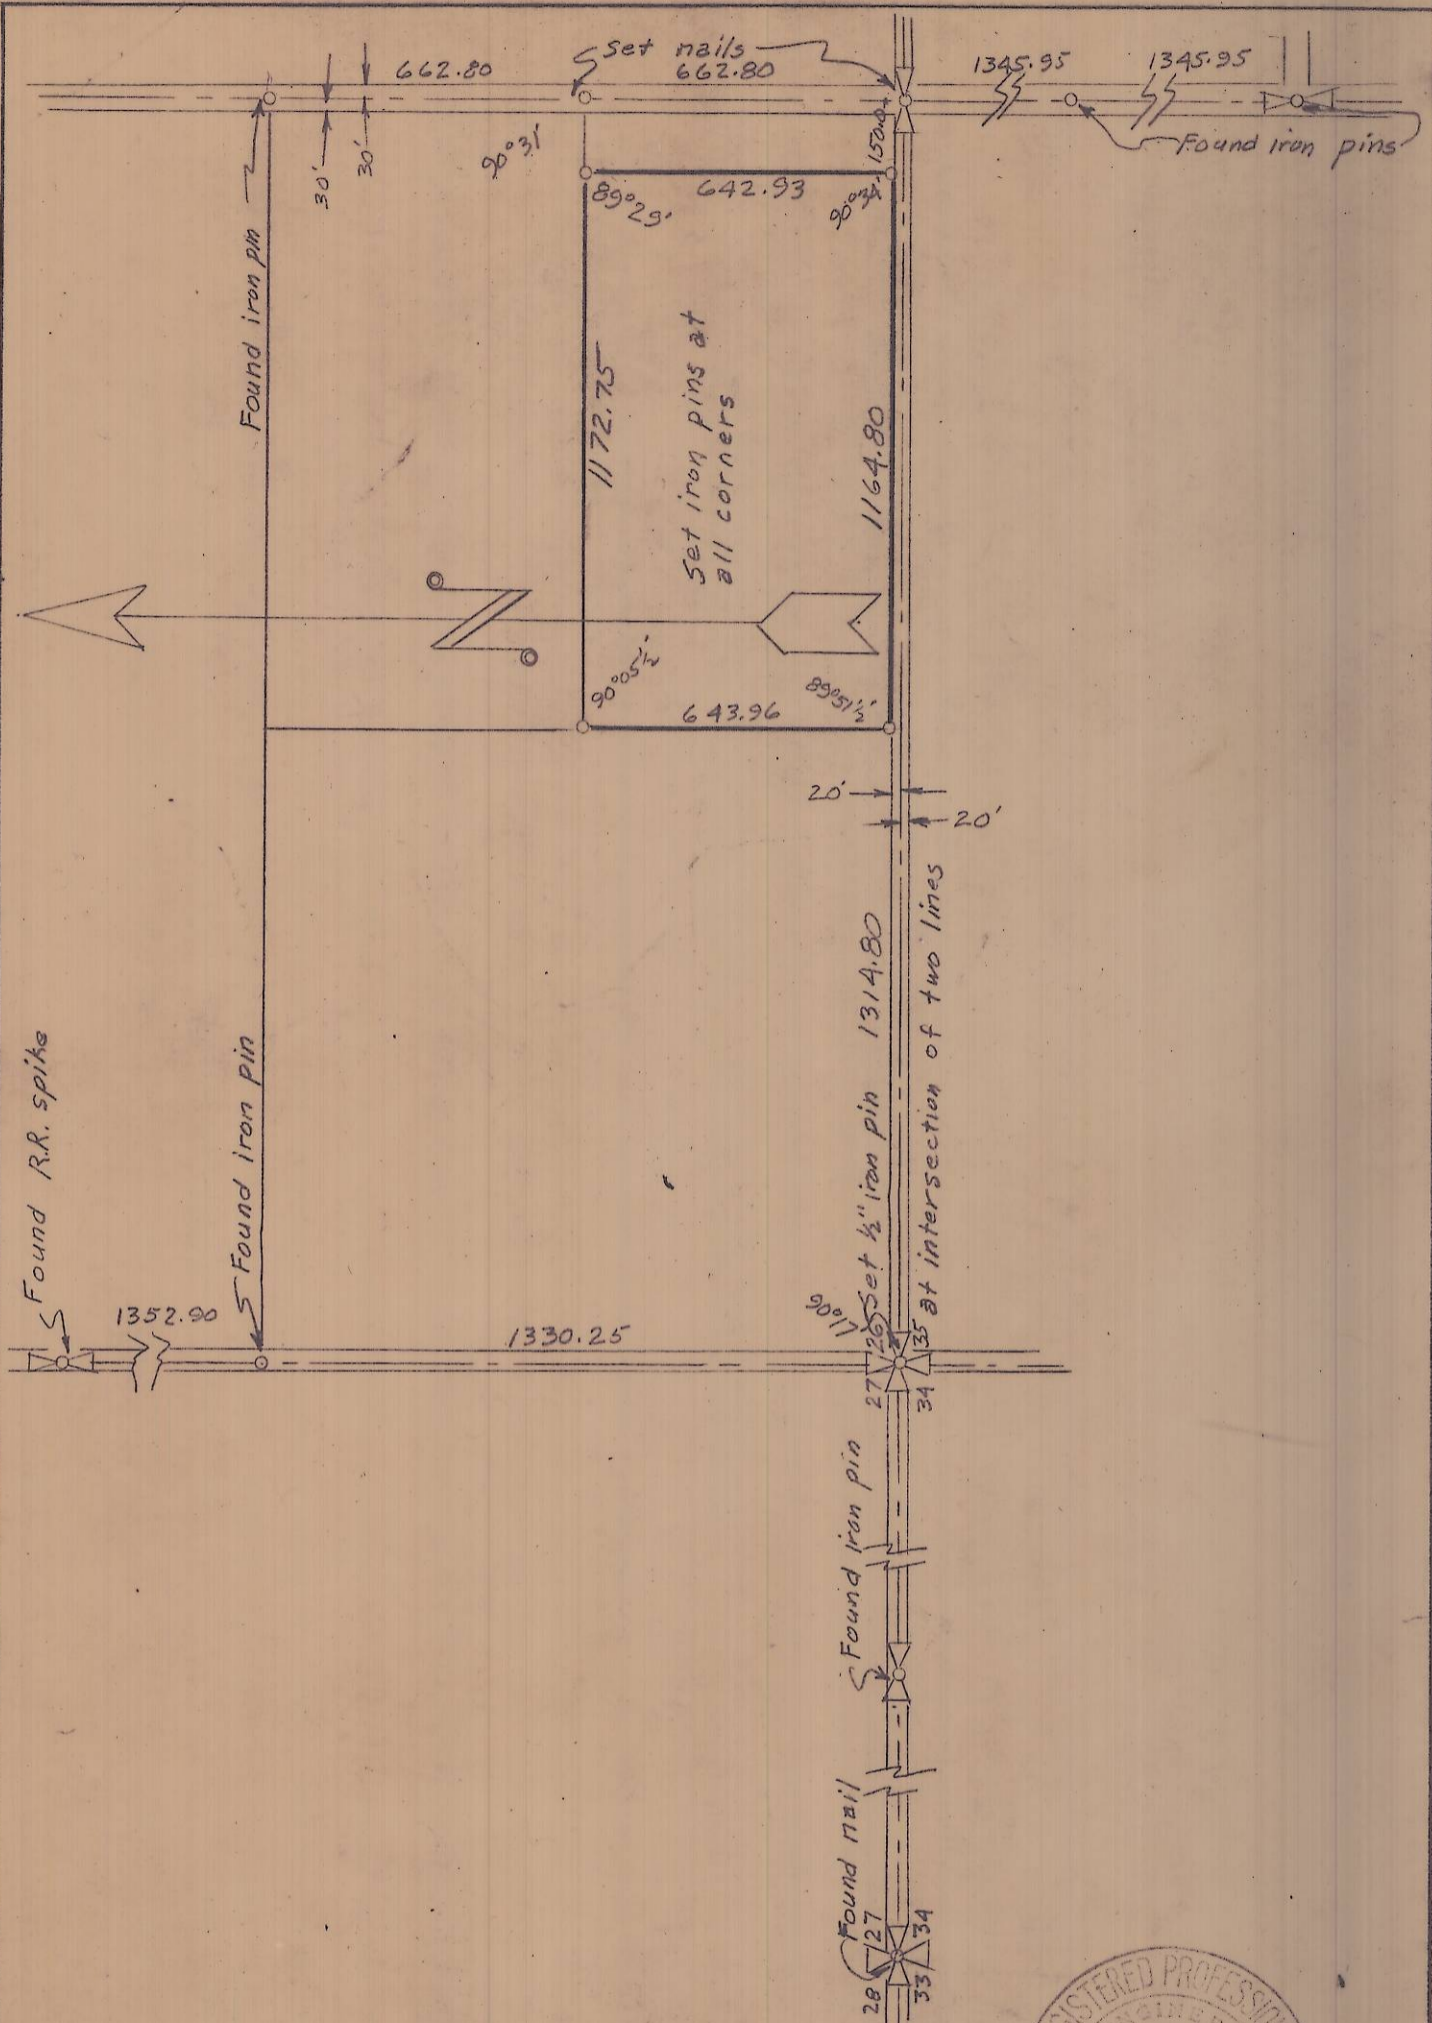 Set nails
662.80
662.80
1345.95
1345.95
Found iron pins
150.0
30'
30'
90°31'
89°29'
642.93
Found iron pin
1172.75
Set iron pins at
all corners
1164.80
90°05½'
89°51½'
643.96
20'
20'
1314.80
Set ½" iron pin
at intersection of two lines
Found R.R. spike
Found iron pin
1352.90
1330.25
90°11'
26
35
27
34
Found iron pin
Found nail
27
34
28
33